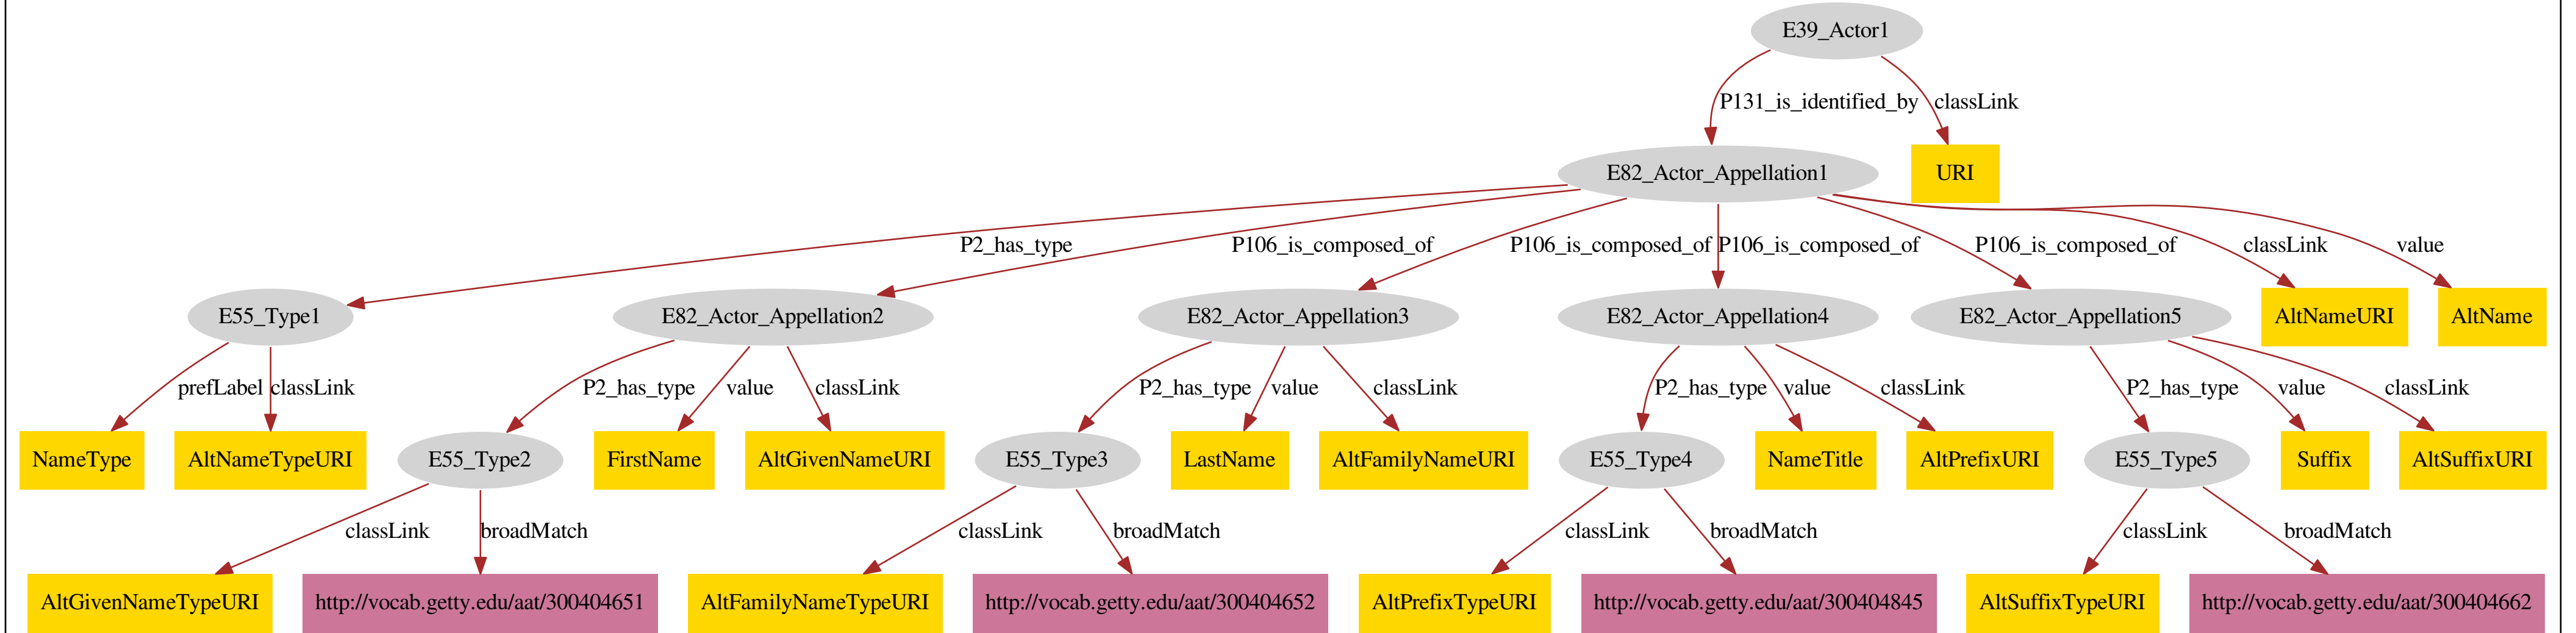 E39_Actor1
P131_is_identified_by classLink
E82_Actor_Appellation1 URI
P2_has_type P106_is_composed_of P106_is_composed_of P106_is_composed_of P106_is_composed_of classLink value
E55_Type1 E82_Actor_Appellation2 E82_Actor_Appellation3 E82_Actor_Appellation4 E82_Actor_Appellation5 AltNameURI AltName
prefLabel classLink P2_has_type value classLink P2_has_type value classLink P2_has_type value classLink P2_has_type value classLink
NameType AltNameTypeURI E55_Type2 FirstName AltGivenNameURI E55_Type3 LastName AltFamilyNameURI E55_Type4 NameTitle AltPrefixURI E55_Type5 Suffix AltSuffixURI
classLink broadMatch classLink broadMatch classLink broadMatch classLink broadMatch
AltGivenNameTypeURI http://vocab.getty.edu/aat/300404651 AltFamilyNameTypeURI http://vocab.getty.edu/aat/300404652 AltPrefixTypeURI http://vocab.getty.edu/aat/300404845 AltSuffixTypeURI http://vocab.getty.edu/aat/300404662